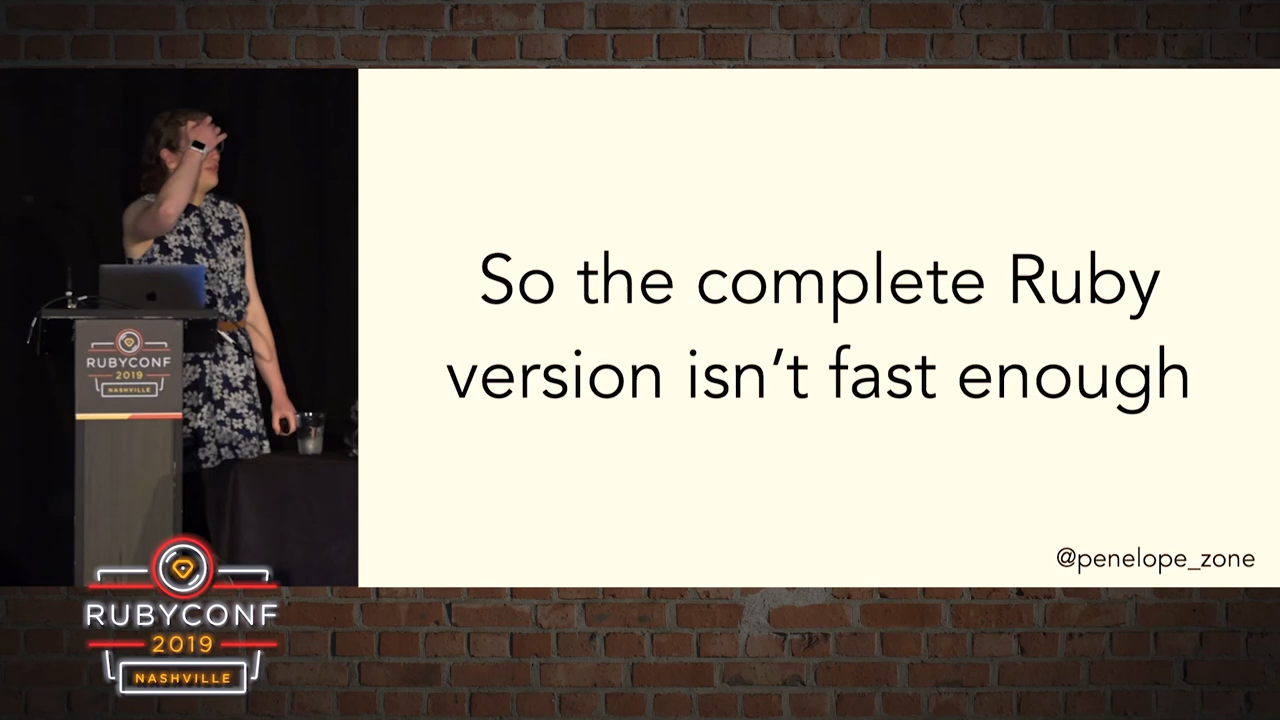 So the complete Ruby
version isn’t fast enough
@penelope_zone
RUBYCONF
2019
NASHVILLE
RUBYCONF
2019
NASHVILLE